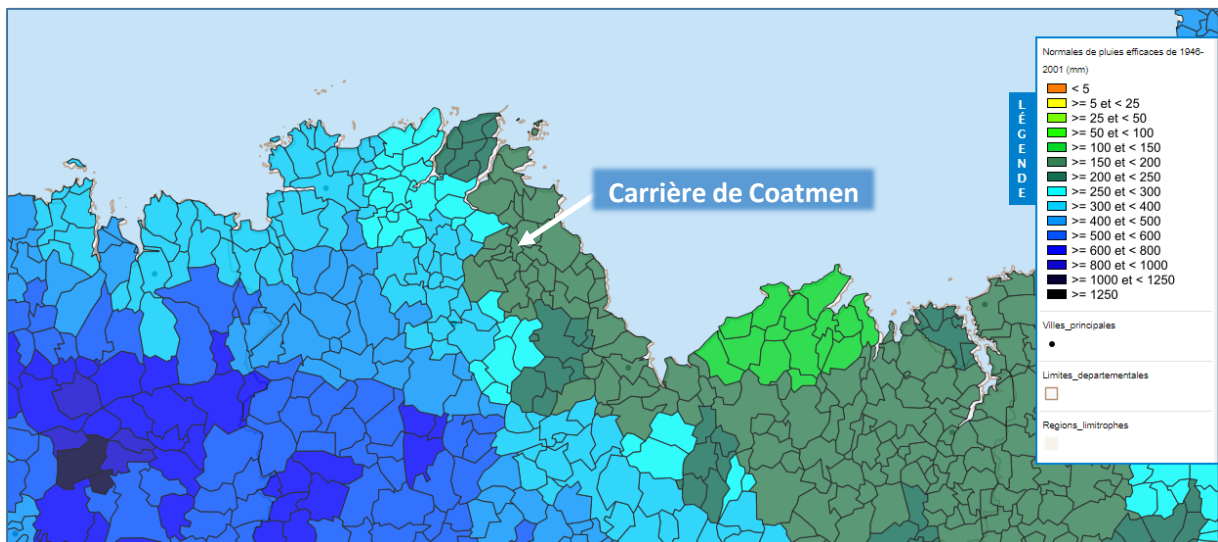 Carrière de Coatmen
LÉGENDE
Normales de pluies efficaces de 1946-
2001 (mm)
< 5
>= 5 et < 25
>= 25 et < 50
>= 50 et < 100
>= 100 et < 150
>= 150 et < 200
>= 200 et < 250
>= 250 et < 300
>= 300 et < 400
>= 400 et < 500
>= 500 et < 600
>= 600 et < 800
>= 800 et < 1000
>= 1000 et < 1250
>= 1250
Villes_principales
Limites_departementales
Regions_limitrophes